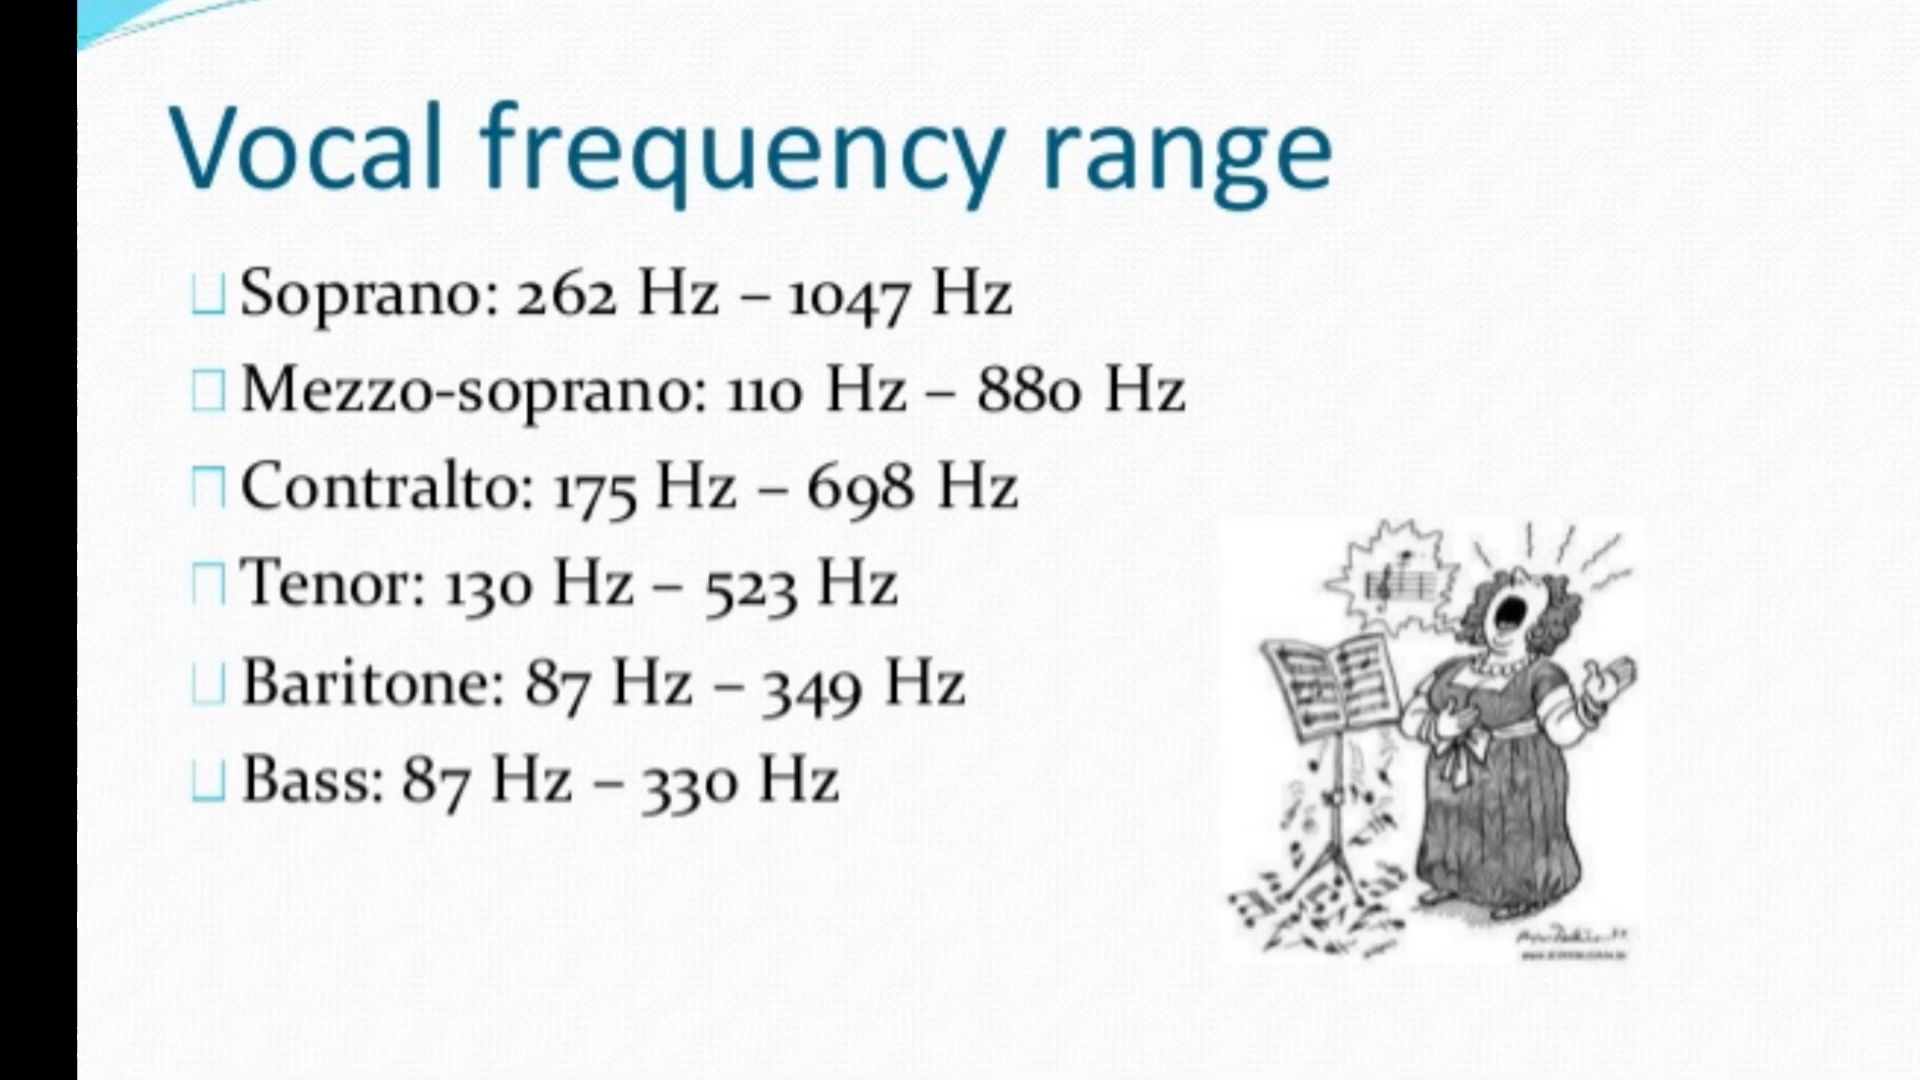 Vocal frequency range
Soprano: 262 Hz – 1047 Hz
Mezzo-soprano: 110 Hz – 880 Hz
Contralto: 175 Hz – 698 Hz
Tenor: 130 Hz – 523 Hz
Baritone: 87 Hz – 349 Hz
Bass: 87 Hz – 330 Hz